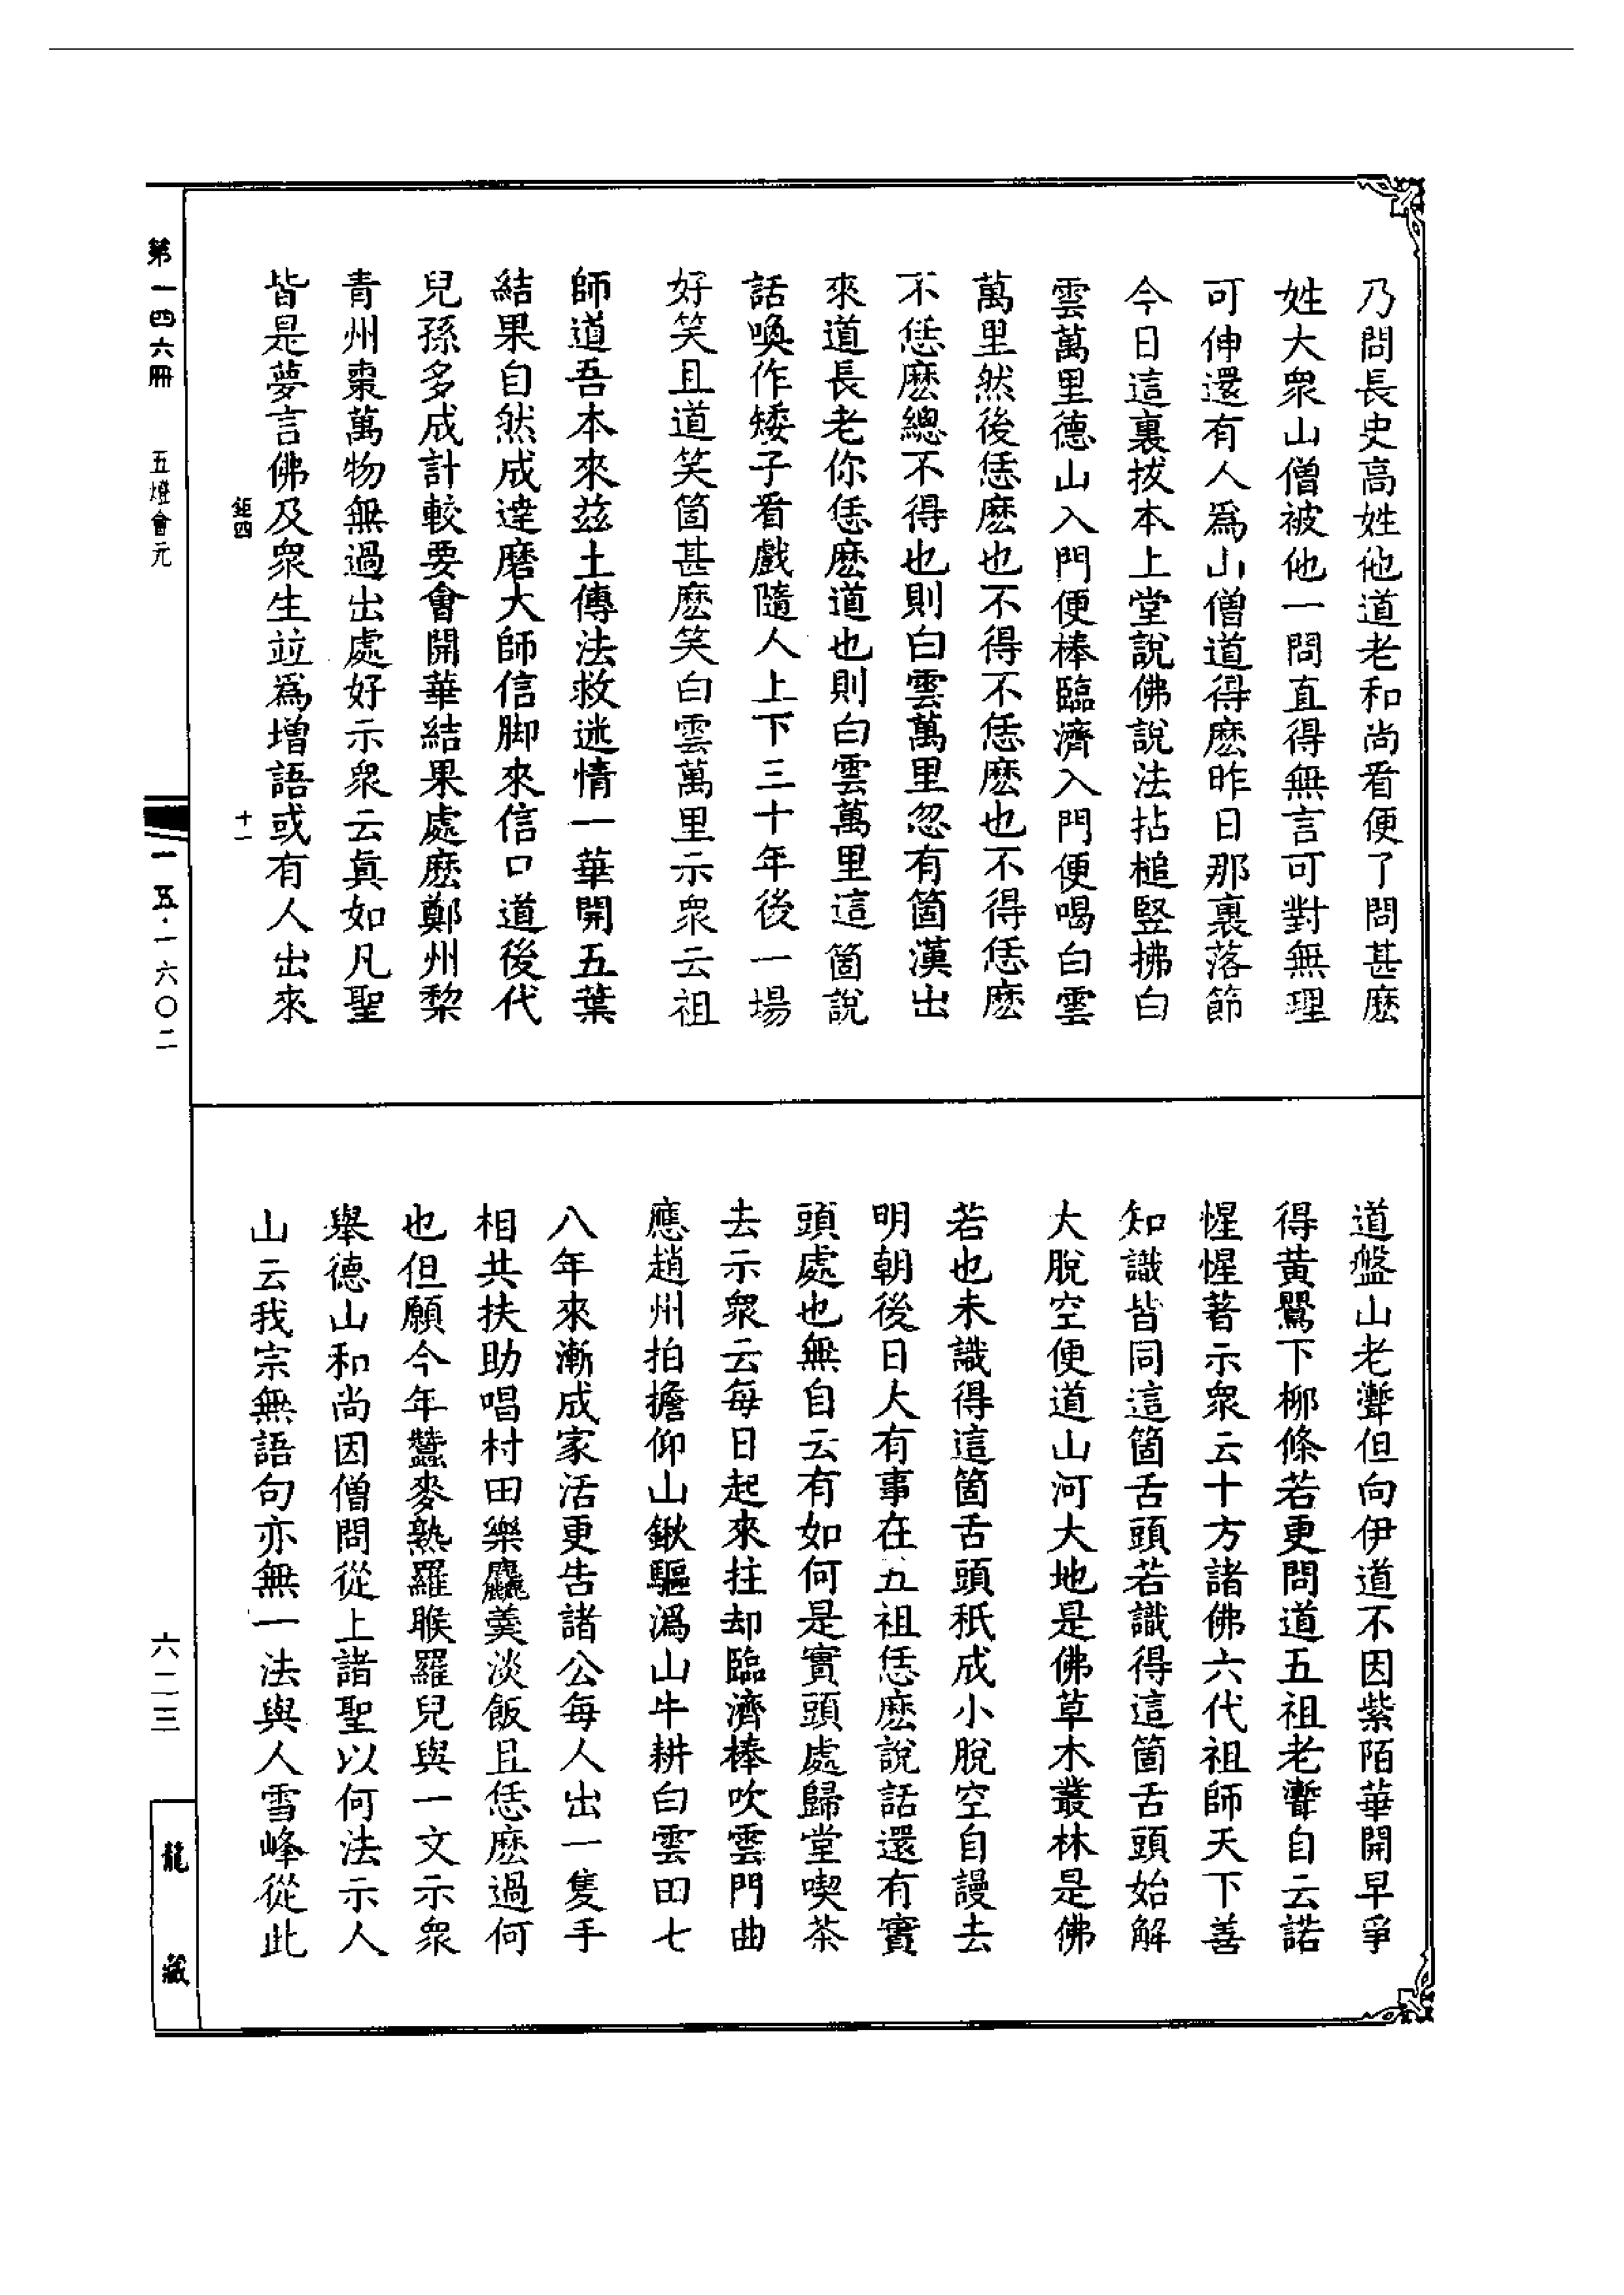 乃問長史高姓他道老和尚看便了問甚麽
姓大衆山僧被他一問直得無言可對無理
可伸還有人爲山僧道得麽昨日那裏落節
今日這裏拔本上堂說佛說法拈槌豎拂白
雲萬里德山入門便棒臨濟入門便喝白雲
萬里然後恁麽也不得不恁麽也不得恁麽
不恁麽總不得也則白雲萬里忽有箇漢出
來道長老你恁麽道也則白雲萬里這箇說
話喚作矮子看戲隨人上下三十年後一場
好笑且道笑箇甚麽笑白雲萬里示衆云祖
師道吾本來兹土傳法救迷情一華開五葉
結果自然成達磨大師信脚來信口道後代
兒孫多成計較要會開華結果處麽鄭州棃
青州棗萬物無過出處好示衆云眞如凡聖
皆是夢言佛及衆生竝爲增語或有人出來
鉅四
十一
道盤山老聻但向伊道不因紫陌華開早爭
得黃鸎下栁條若更問道五祖老聻自云諾
惺惺著示衆云十方諸佛六代祖師天下善
知識皆同這箇舌頭若識得這箇舌頭始解
大脫空便道山河大地是佛草木叢林是佛
若也未識得這箇舌頭秖成小脫空自謾去
明朝後日大有事在五祖恁麽說話還有實
頭處也無自云有如何是實頭處歸堂喫茶
去示衆云每日起來拄却臨濟棒吹雲門曲
應趙州拍擔仰山鍬驅潙山牛耕白雲田七
八年來漸成家活更告諸公每人出一隻手
相共扶助唱村田樂麤羹淡飯且恁麽過何
也但願今年蠶麥熟羅睺羅兒與一文示衆
舉德山和尚因僧問從上諸聖以何法示人
山云我宗無語句亦無一法與人雪峰從此
第一四六冊
五燈會元
一五·一六〇二
六二三
龍藏